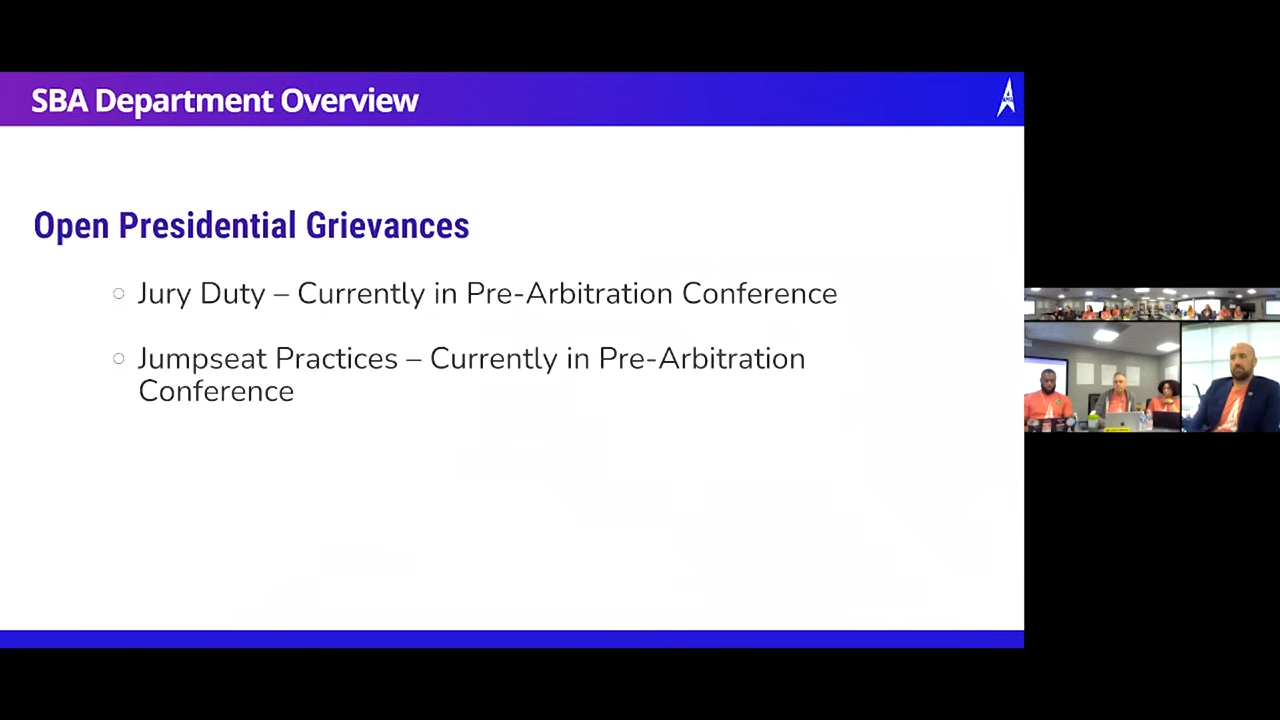 SBA Department Overview
Open Presidential Grievances
Jury Duty – Currently in Pre-Arbitration Conference
Jumpseat Practices – Currently in Pre-Arbitration
Conference